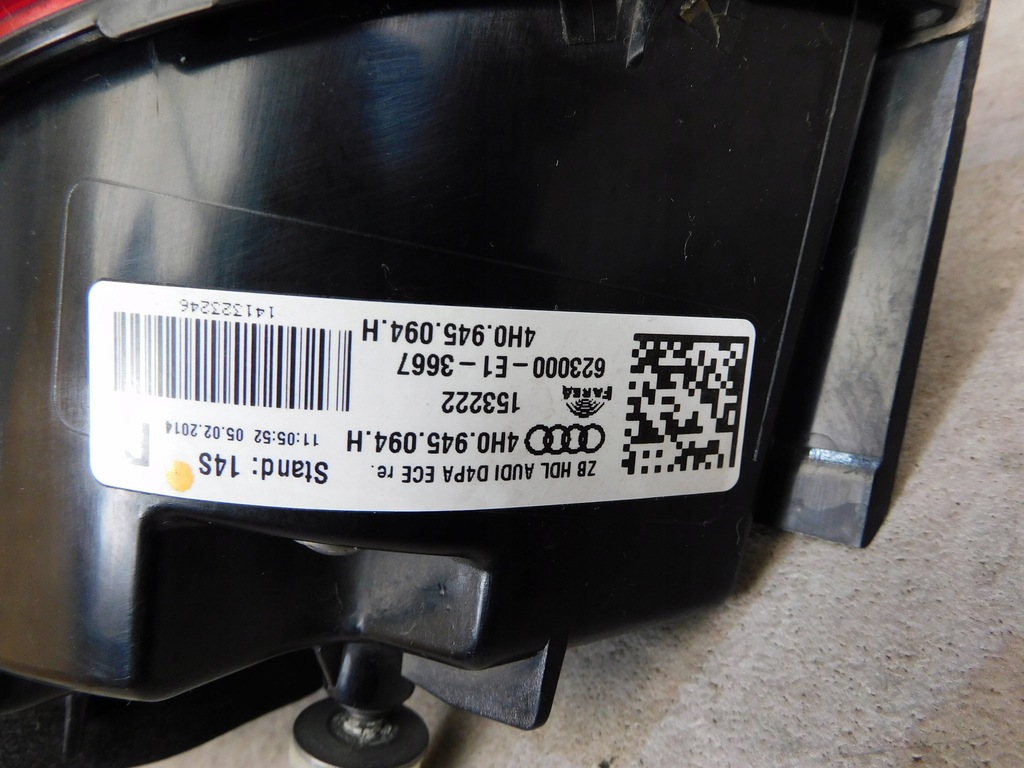 ZB HDL AUDI D4PA ECE re.
Stand: 14S
4H0.945.094.H
11:05:52 05.02.2014
FAREA
153222
623000-E1-3667
4H0.945.094.H
141323246